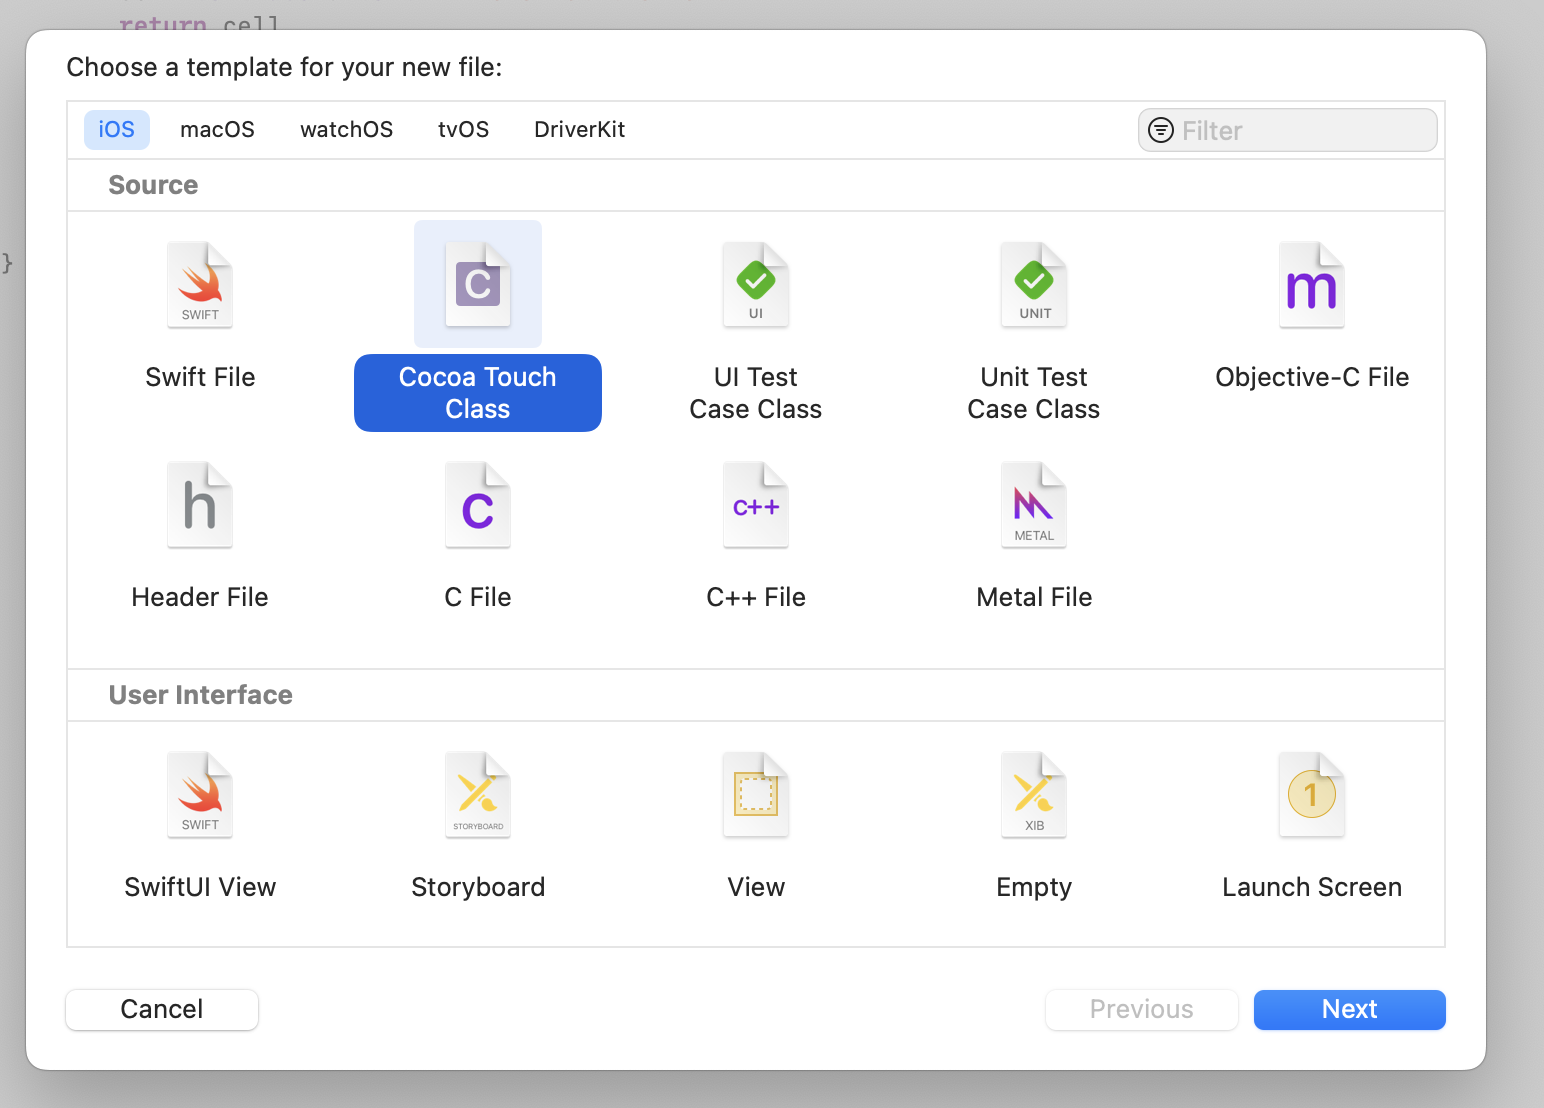 return cell
Choose a template for your new file:
iOS macOS watchOS tvOS DriverKit Filter
Source
}
C
m
SWIFT UI UNIT
Swift File Cocoa Touch Class UI Test Case Class Unit Test Case Class Objective-C File
h C C++
METAL
Header File C File C++ File Metal File
User Interface
1
SWIFT STORYBOARD XIB
SwiftUI View Storyboard View Empty Launch Screen
Cancel Previous Next